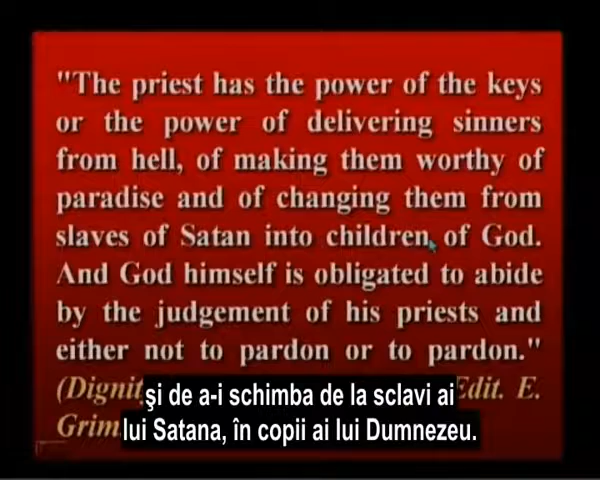 "The priest has the power of the keys
or the power of delivering sinners
from hell, of making them worthy of
paradise and of changing them from
slaves of Satan into children of God.
And God himself is obligated to abide
by the judgement of his priests and
either not to pardon or to pardon."
Edit. E.
şi de a-i schimba de la sclavi ai
lui Satana, în copii ai lui Dumnezeu.